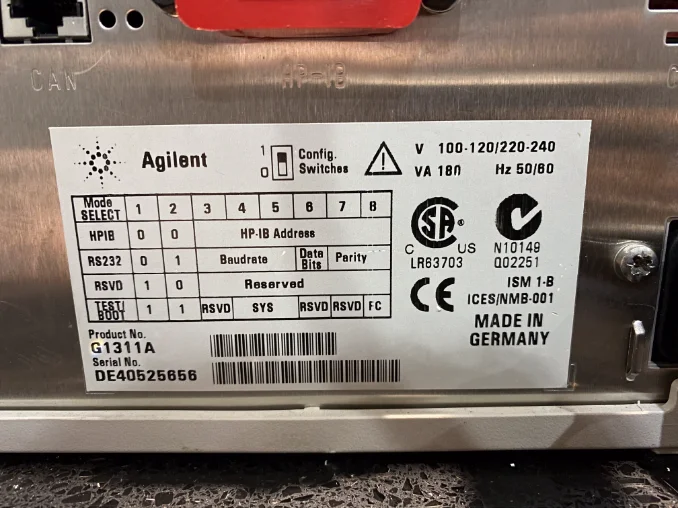 CAN
HP-IB
C
Agilent
1
0
Config.
Switches
V 100-120/220-240
VA 180 Hz 50/60
Mode
SELECT 1 2 3 4 5 6 7 8
HPIB 0 0 HP-IB Address
RS232 0 1 Baudrate Data
Bits Parity
RSVD 1 0 Reserved
TEST/
BOOT 1 1 RSVD SYS RSVD RSVD FC
CSA ®
C US
LR63703
N10149
Q02251
CE
ISM 1-B
ICES/NMB-001
MADE IN
GERMANY
Product No.
G1311A
Serial No.
DE40525656